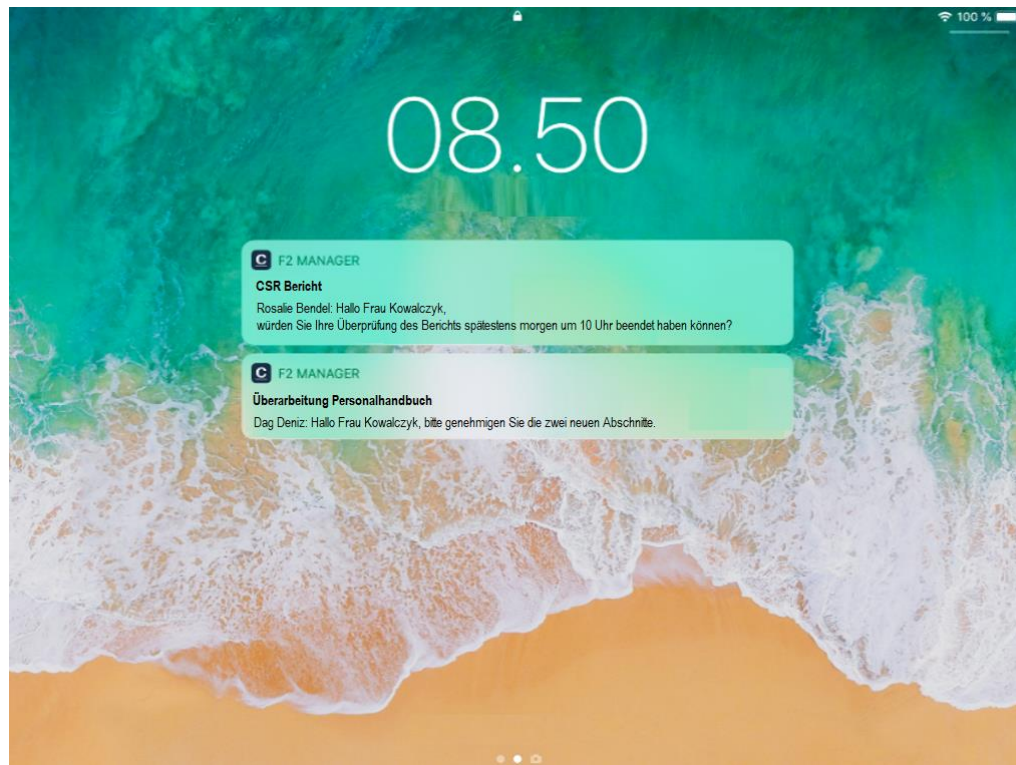 100 %
08.50
C F2 MANAGER
CSR Bericht
Rosalie Bendel: Hallo Frau Kowalczyk,
würden Sie Ihre Überprüfung des Berichts spätestens morgen um 10 Uhr beendet haben können?
C F2 MANAGER
Überarbeitung Personalhandbuch
Dag Deniz: Hallo Frau Kowalczyk, bitte genehmigen Sie die zwei neuen Abschnitte.